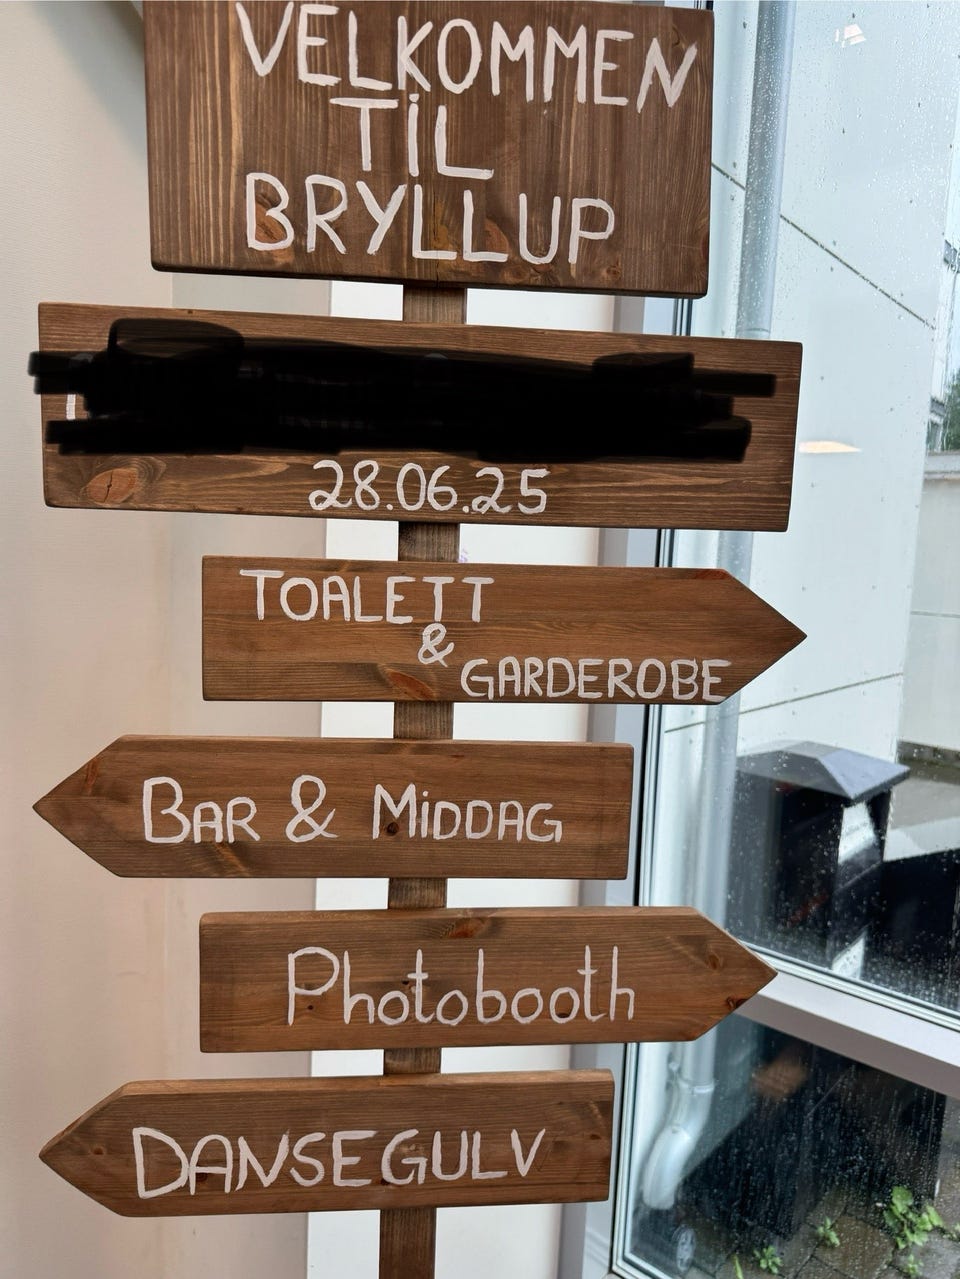 VELKOMMEN
TiL
BRYLLUP
28.06.25
TOALETT
&
GARDEROBE
BAR & MiDDAG
Photobooth
DANSEGULV